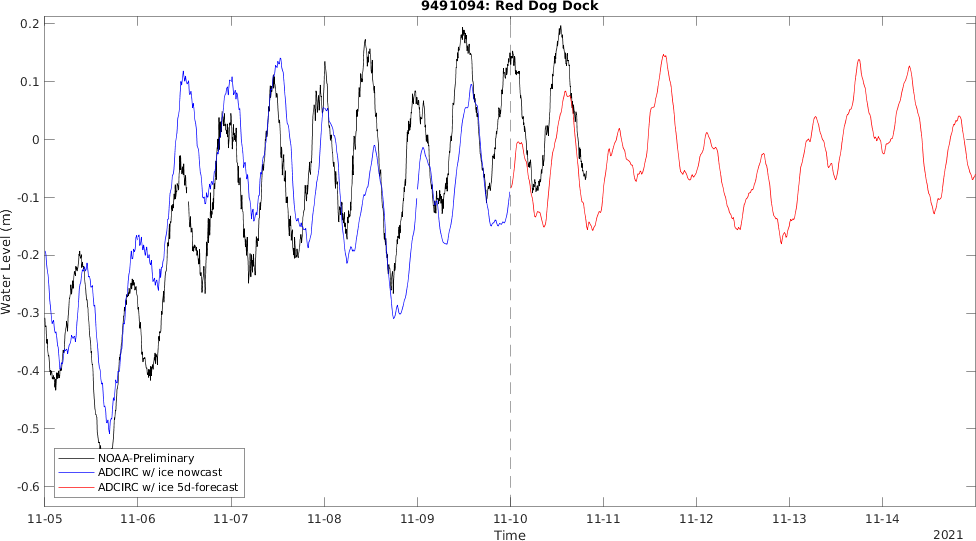 9491094: Red Dog Dock
0.2
0.1
0
-0.1
-0.2
-0.3
-0.4
-0.5
-0.6
Water Level (m)
NOAA-Preliminary
ADCIRC w/ ice nowcast
ADCIRC w/ ice 5d-forecast
11-05 11-06 11-07 11-08 11-09 11-10 11-11 11-12 11-13 11-14
Time
2021